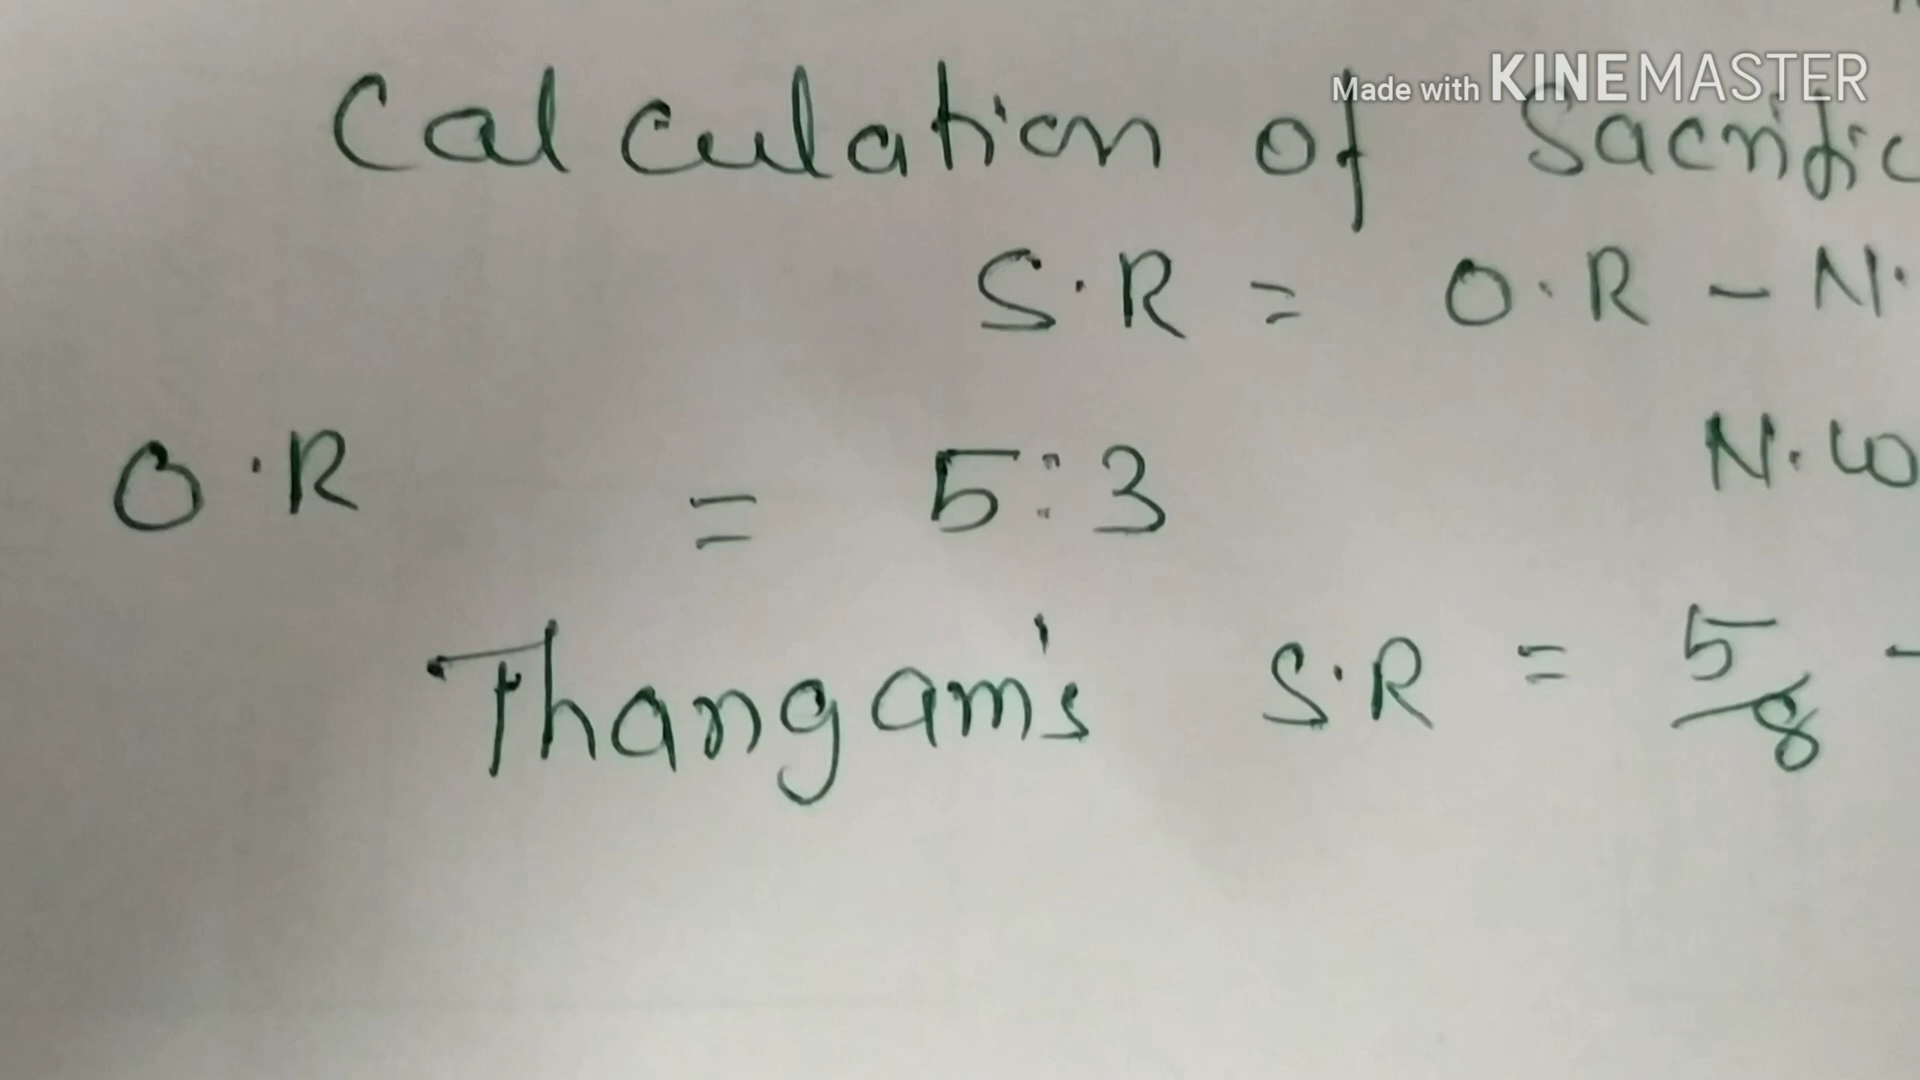 Made with KINEMASTER
Calculation of Sacrific
S.R = O.R - N.
O.R = 5:3 N.W
Thangam's S.R = 5/8 -